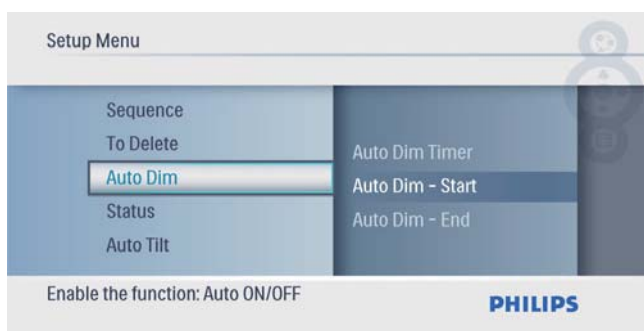 Setup Menu
Sequence
To Delete
Auto Dim
Status
Auto Tilt
Auto Dim Timer
Auto Dim - Start
Auto Dim - End
Enable the function: Auto ON/OFF
PHILIPS